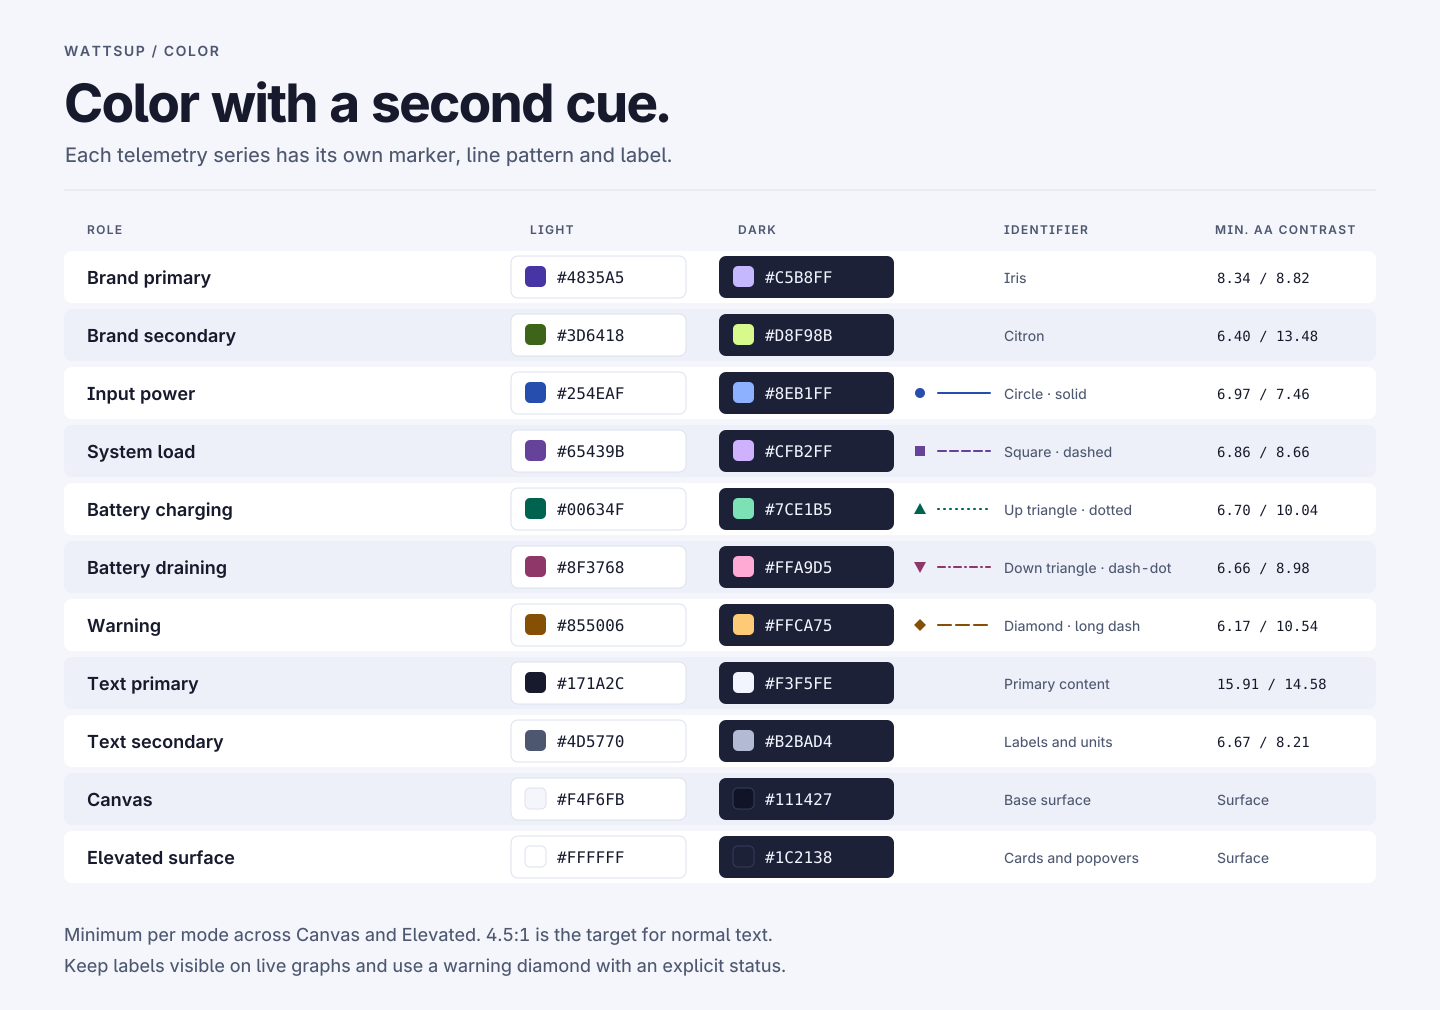 WATTSUP / COLOR
Color with a second cue.
Each telemetry series has its own marker, line pattern and label.
ROLE LIGHT DARK IDENTIFIER MIN. AA CONTRAST
Brand primary #4835A5 #C5B8FF Iris 8.34 / 8.82
Brand secondary #3D6418 #D8F98B Citron 6.40 / 13.48
Input power #254EAF #8EB1FF Circle · solid 6.97 / 7.46
System load #65439B #CFB2FF Square · dashed 6.86 / 8.66
Battery charging #00634F #7CE1B5 Up triangle · dotted 6.70 / 10.04
Battery draining #8F3768 #FFA9D5 Down triangle · dash-dot 6.66 / 8.98
Warning #855006 #FFCA75 Diamond · long dash 6.17 / 10.54
Text primary #171A2C #F3F5FE Primary content 15.91 / 14.58
Text secondary #4D5770 #B2BAD4 Labels and units 6.67 / 8.21
Canvas #F4F6FB #111427 Base surface Surface
Elevated surface #FFFFFF #1C2138 Cards and popovers Surface
Minimum per mode across Canvas and Elevated. 4.5:1 is the target for normal text.
Keep labels visible on live graphs and use a warning diamond with an explicit status.